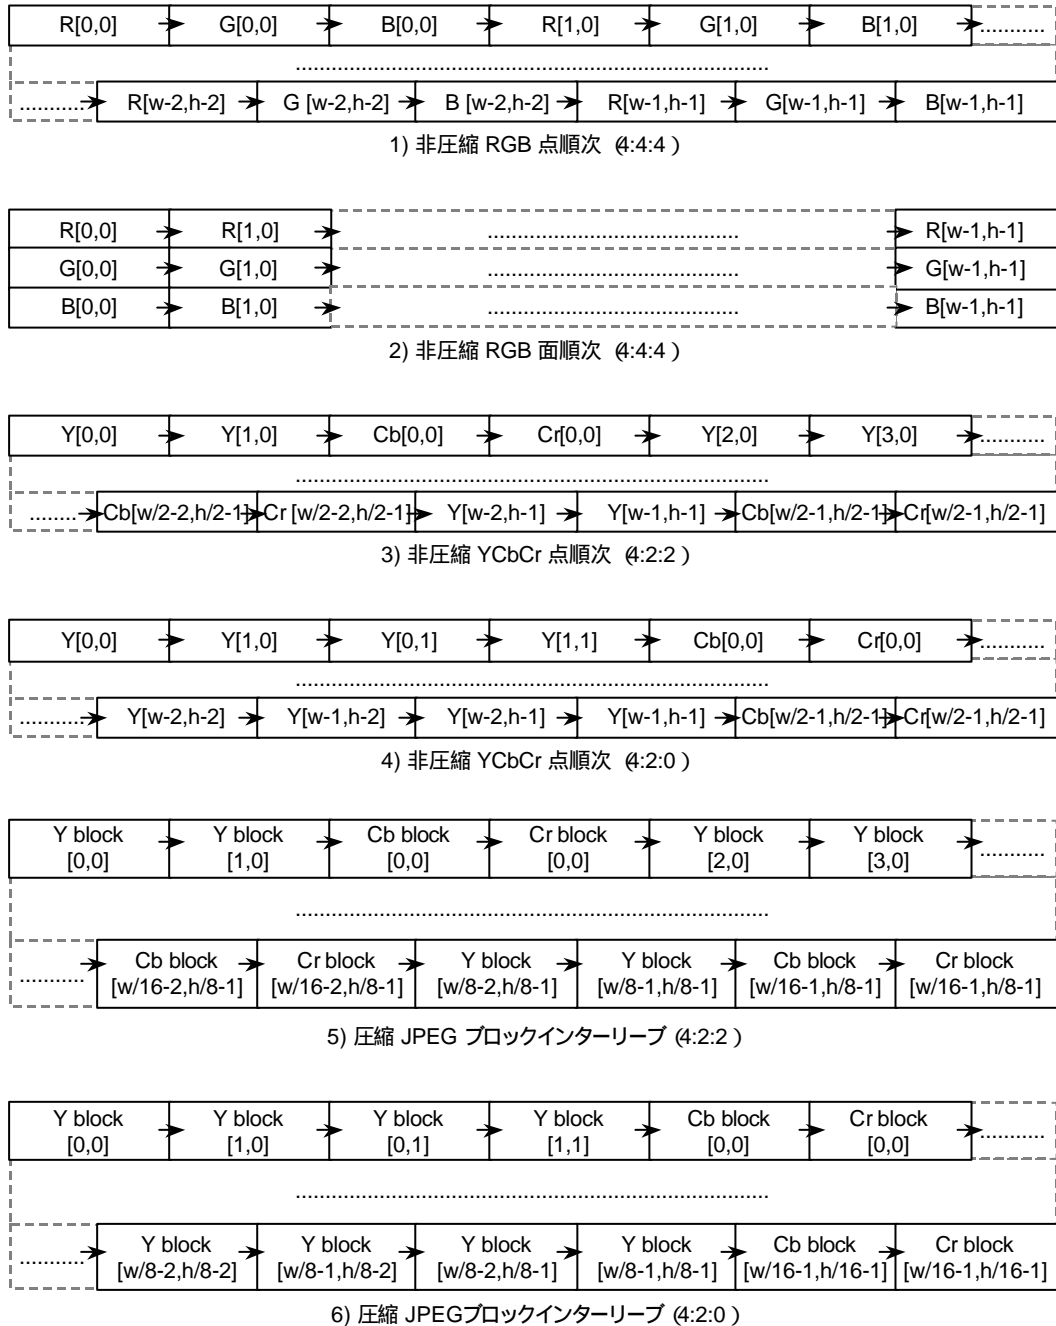 R[0,0] G[0,0] B[0,0] R[1,0] G[1,0] B[1,0] ...........
...................................................................................
........... R[w-2,h-2] G [w-2,h-2] B [w-2,h-2] R[w-1,h-1] G[w-1,h-1] B[w-1,h-1]
1) 非圧縮 RGB 点順次 (4:4:4)
R[0,0] R[1,0] ............................................ R[w-1,h-1]
G[0,0] G[1,0] ............................................ G[w-1,h-1]
B[0,0] B[1,0] ............................................ B[w-1,h-1]
2) 非圧縮 RGB 面順次 (4:4:4)
Y[0,0] Y[1,0] Cb[0,0] Cr[0,0] Y[2,0] Y[3,0] ...........
...................................................................................
........ Cb[w/2-2,h/2-1] Cr [w/2-2,h/2-1] Y[w-2,h-1] Y[w-1,h-1] Cb[w/2-1,h/2-1] Cr[w/2-1,h/2-1]
3) 非圧縮 YCbCr 点順次 (4:2:2)
Y[0,0] Y[1,0] Y[0,1] Y[1,1] Cb[0,0] Cr[0,0] ...........
...................................................................................
........... Y[w-2,h-2] Y[w-1,h-2] Y[w-2,h-1] Y[w-1,h-1] Cb[w/2-1,h/2-1] Cr[w/2-1,h/2-1]
4) 非圧縮 YCbCr 点順次 (4:2:0)
Y block Y block Cb block Cr block Y block Y block
[0,0] [1,0] [0,0] [0,0] [2,0] [3,0] ...........
...................................................................................
Cb block Cr block Y block Y block Cb block Cr block
........... [w/16-2,h/8-1] [w/16-2,h/8-1] [w/8-2,h/8-1] [w/8-1,h/8-1] [w/16-1,h/8-1] [w/16-1,h/8-1]
5) 圧縮 JPEG ブロックインターリーブ (4:2:2)
Y block Y block Y block Y block Cb block Cr block
[0,0] [1,0] [0,1] [1,1] [0,0] [0,0] ...........
...................................................................................
Y block Y block Y block Y block Cb block Cr block
........... [w/8-2,h/8-2] [w/8-1,h/8-2] [w/8-2,h/8-1] [w/8-1,h/8-1] [w/16-1,h/16-1] [w/16-1,h/16-1]
6) 圧縮 JPEGブロックインターリーブ (4:2:0)